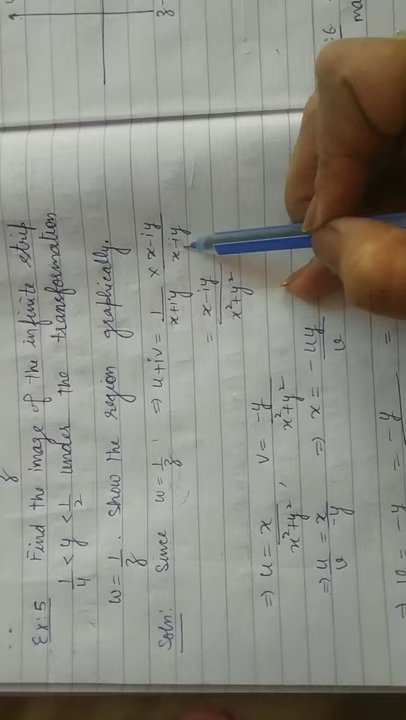 Ex:5 Find the image of the infinite strip
1/4 < y < 1/2 under the transformation
w = 1/z. Show the region graphically.
Soln: Since w = 1/z, ⇒ u+iv = 1/(x+iy) × (x-iy)/(x-iy)
= (x-iy)/(x²+y²)
⇒ u = x/(x²+y²), v = -y/(x²+y²)
⇒ u/v = x/-y ⇒ x = -uy/v
⇒ v = -y = -y =